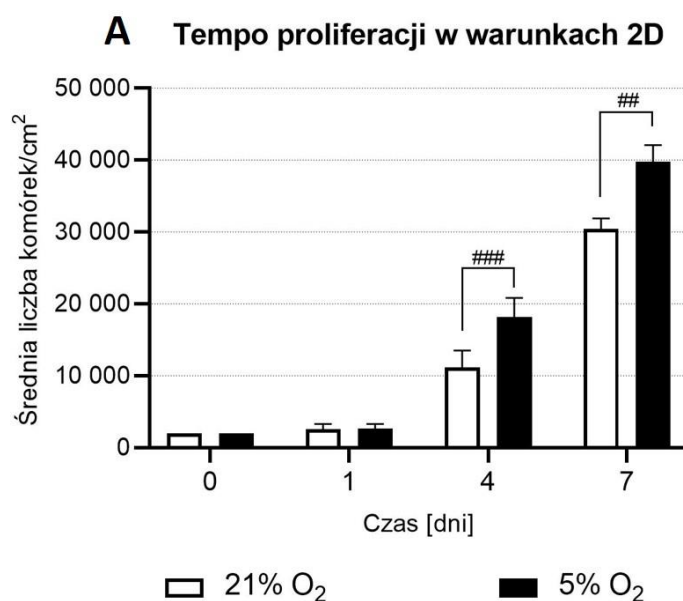 A Tempo proliferacji w warunkach 2D
Średnia liczba komórek/cm²
50 000
40 000
30 000
20 000
10 000
0
###
##
0 1 4 7
Czas [dni]
21% O₂ 5% O₂